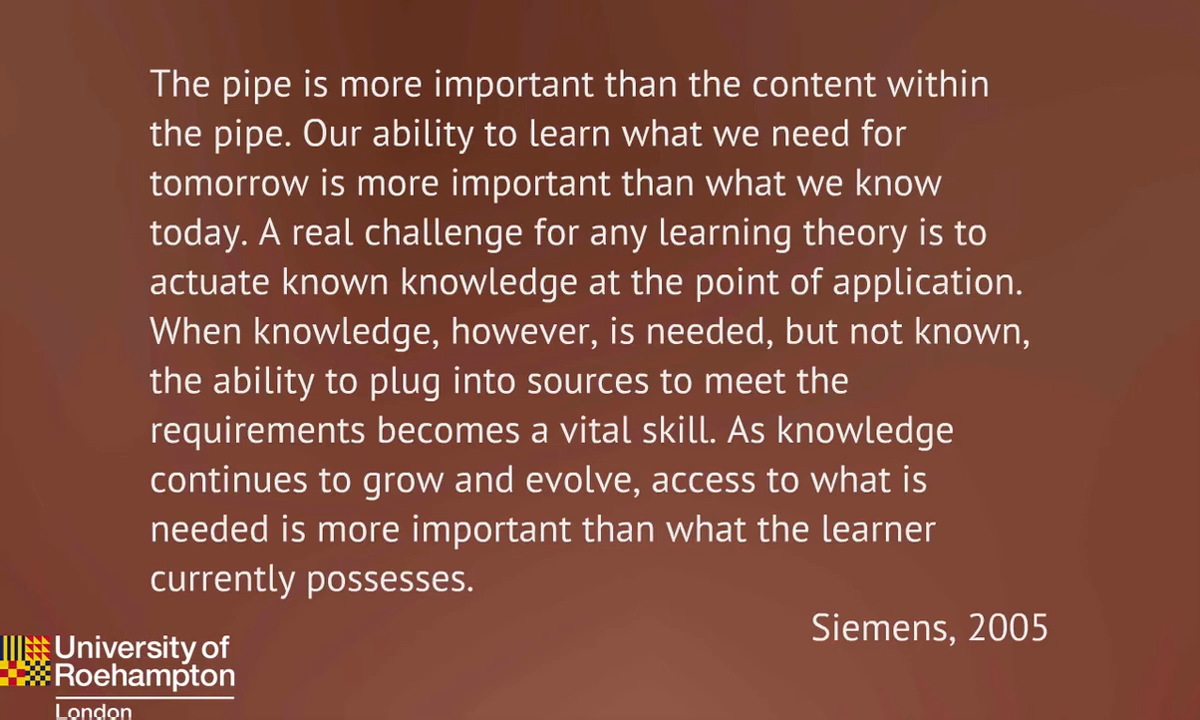 The pipe is more important than the content within
the pipe. Our ability to learn what we need for
tomorrow is more important than what we know
today. A real challenge for any learning theory is to
actuate known knowledge at the point of application.
When knowledge, however, is needed, but not known,
the ability to plug into sources to meet the
requirements becomes a vital skill. As knowledge
continues to grow and evolve, access to what is
needed is more important than what the learner
currently possesses.
Siemens, 2005
University of
Roehampton
London